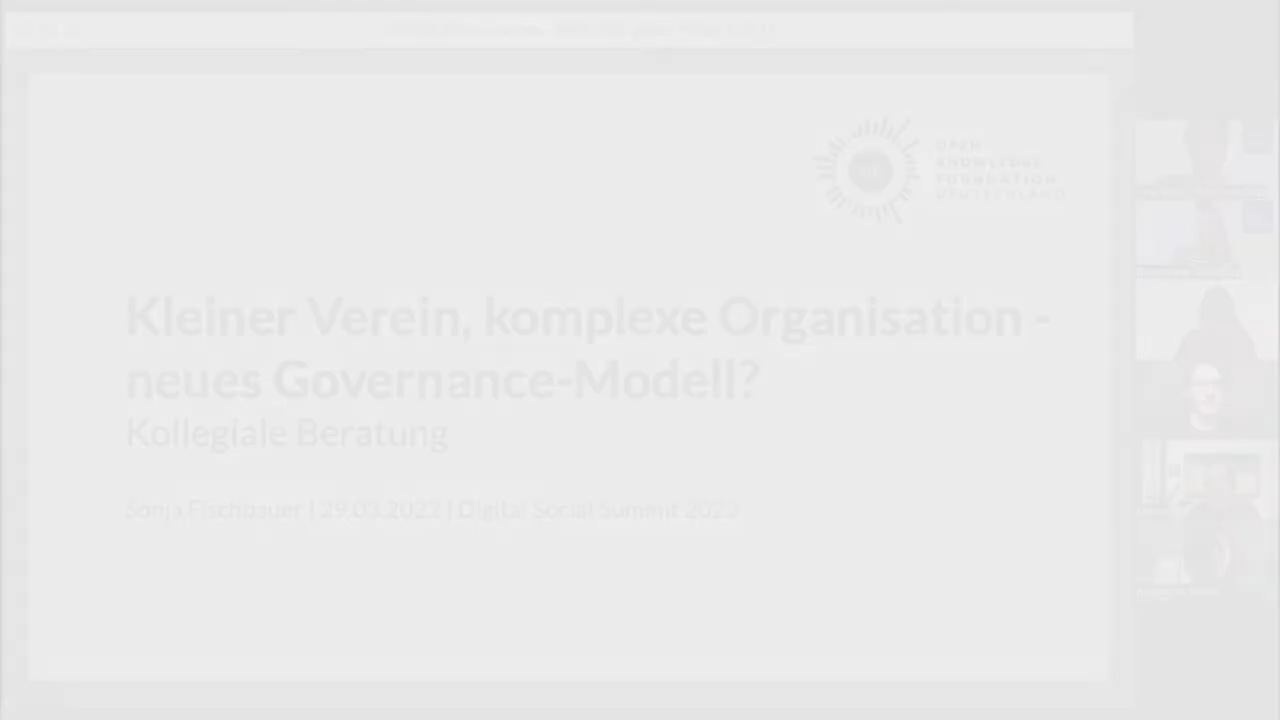 OPEN
KNOWLEDGE
FOUNDATION
DEUTSCHLAND
Kleiner Verein, komplexe Organisation -
neues Governance-Modell?
Kollegiale Beratung
Sonja Fischbauer | 29.03.2022 | Digital Social Summit 2022